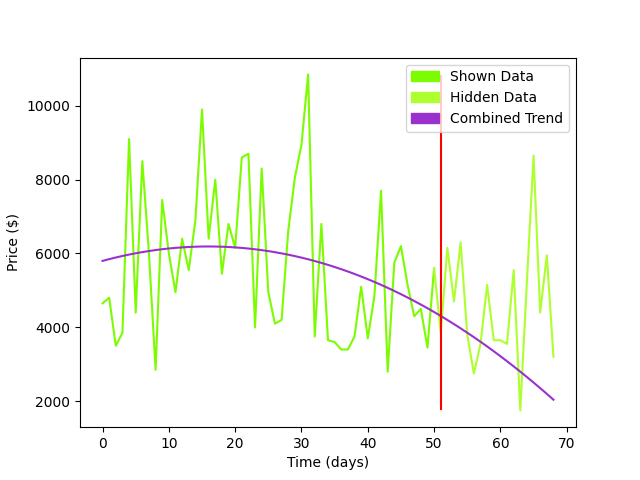 Shown Data
Hidden Data
Combined Trend
Price ($)
10000
8000
6000
4000
2000
0 10 20 30 40 50 60 70
Time (days)